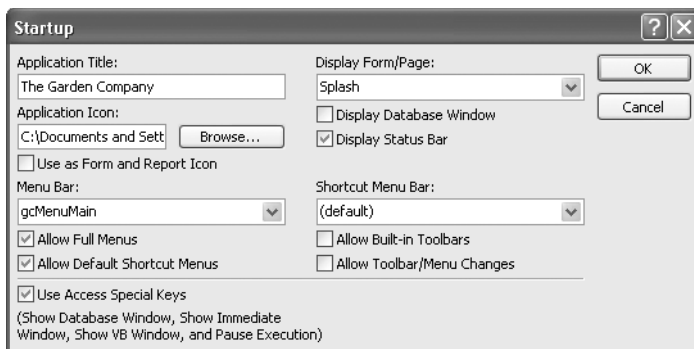 Startup
Application Title:
The Garden Company
Application Icon:
C:\Documents and Sett
Browse...
Use as Form and Report Icon
Menu Bar:
gcMenuMain
Allow Full Menus
Allow Default Shortcut Menus
Use Access Special Keys
(Show Database Window, Show Immediate
Window, Show VB Window, and Pause Execution)
Display Form/Page:
Splash
Display Database Window
Display Status Bar
Shortcut Menu Bar:
(default)
Allow Built-in Toolbars
Allow Toolbar/Menu Changes
OK
Cancel